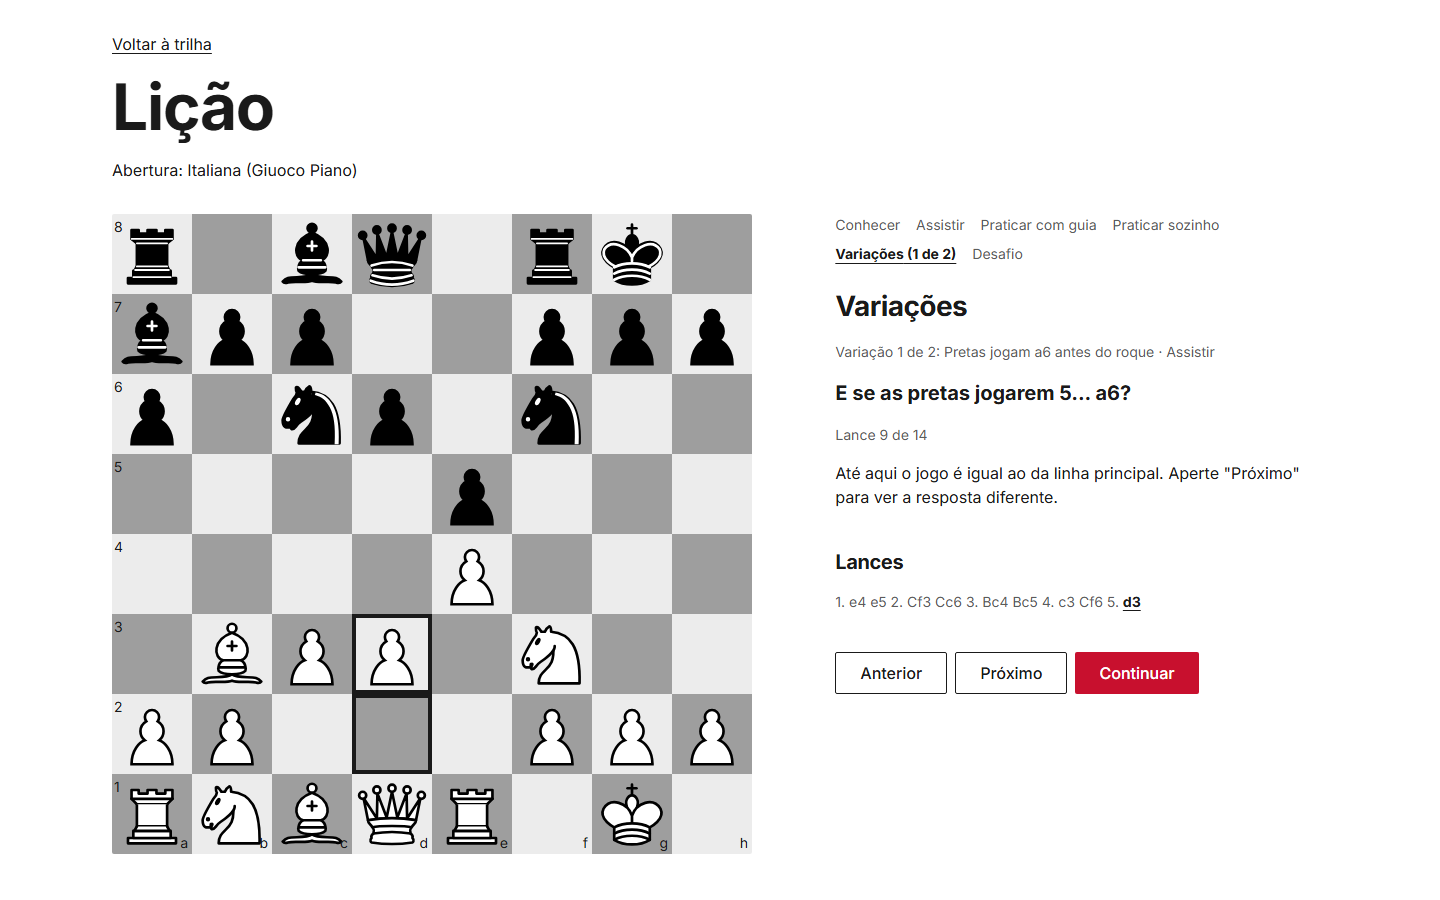 Voltar à trilha
Lição
Abertura: Italiana (Giuoco Piano)
8
7
6
5
4
3
2
1
a
b
c
d
e
f
g
h
Conhecer Assistir Praticar com guia Praticar sozinho
Variações (1 de 2) Desafio
Variações
Variação 1 de 2: Pretas jogam a6 antes do roque · Assistir
E se as pretas jogarem 5... a6?
Lance 9 de 14
Até aqui o jogo é igual ao da linha principal. Aperte "Próximo"
para ver a resposta diferente.
Lances
1. e4 e5 2. Cf3 Cc6 3. Bc4 Bc5 4. c3 Cf6 5. d3
Anterior Próximo Continuar